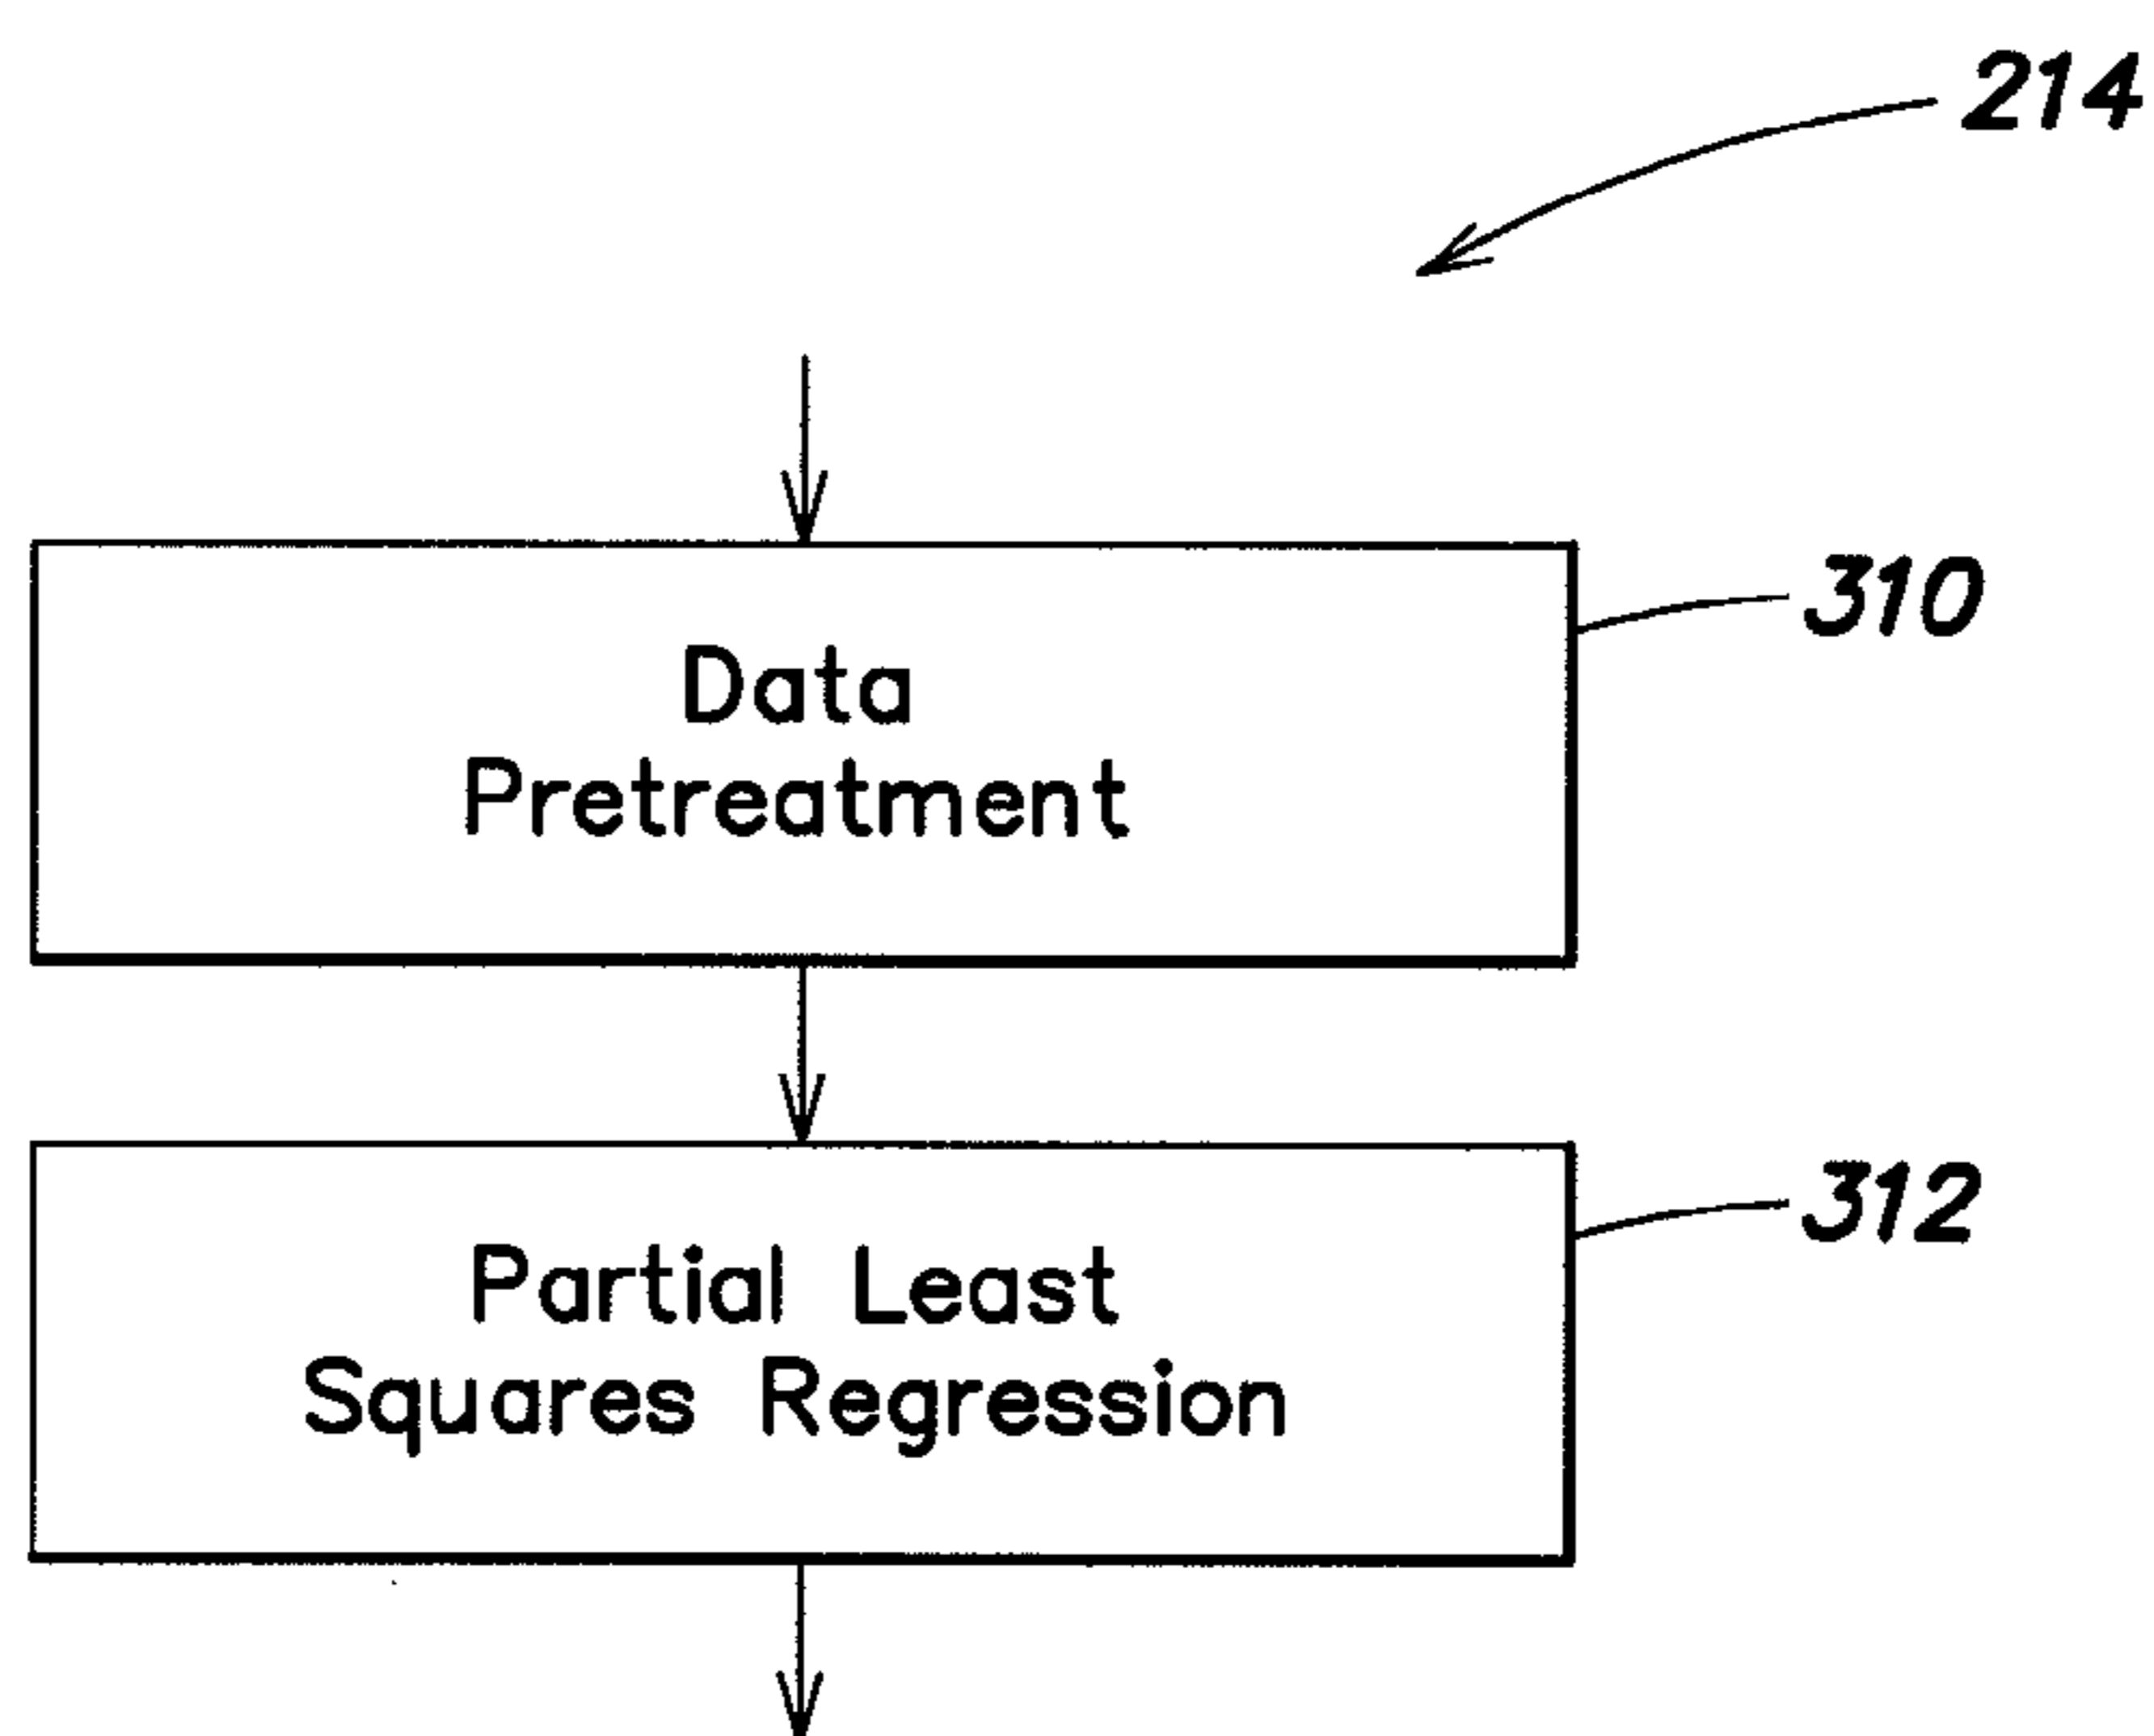 214
310
Data
Pretreatment
312
Partial Least
Squares Regression